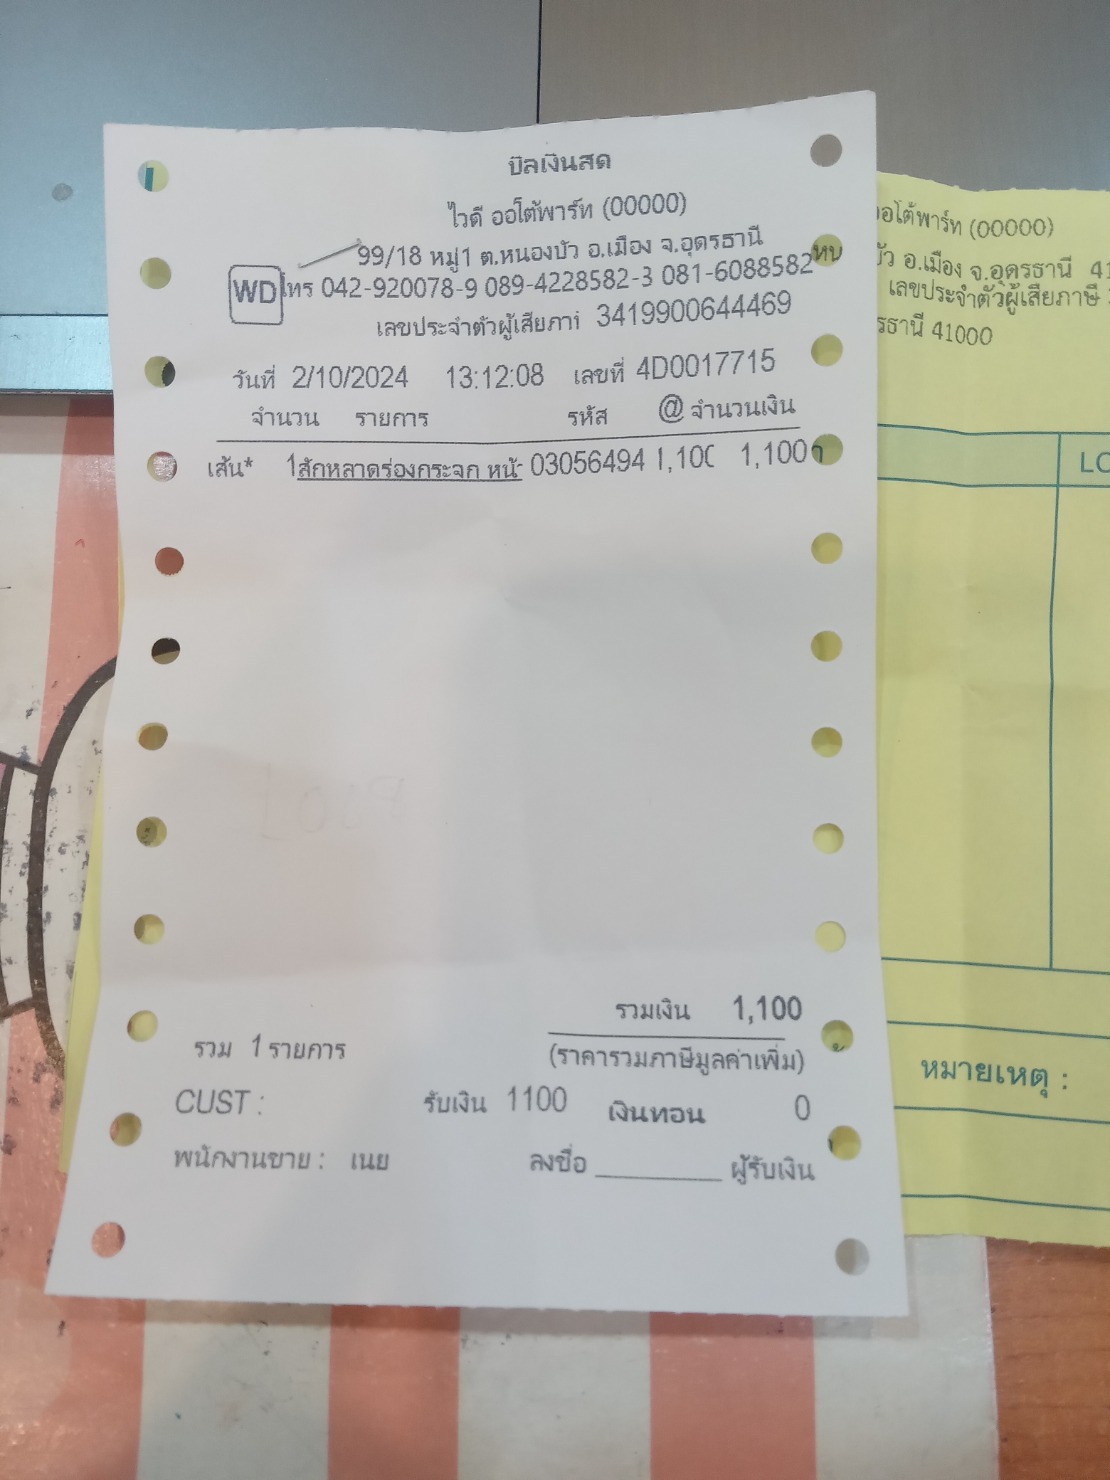 บิลเงินสด
ไวดี ออโต้พาร์ท (00000)
99/18 หมู่1 ต.หนองบัว อ.เมือง จ.อุดรธานี
WD
โทร 042-920078-9 089-4228582-3 081-6088582
เลขประจำตัวผู้เสียภาษี 3419900644469
วันที่ 2/10/2024 13:12:08 เลขที่ 4D0017715
จำนวน รายการ รหัส @ จำนวนเงิน
เส้น* 1 สักหลาดร่องกระจก หน้ 03056494 1,100 1,100
รวมเงิน 1,100
รวม 1 รายการ (ราคารวมภาษีมูลค่าเพิ่ม)
CUST : รับเงิน 1100 เงินทอน 0
พนักงานขาย : เนย ลงชื่อ ________ ผู้รับเงิน
ออโต้พาร์ท (00000)
บัว อ.เมือง จ.อุดรธานี 41
เลขประจำตัวผู้เสียภาษี
รธานี 41000
LO
หมายเหตุ :